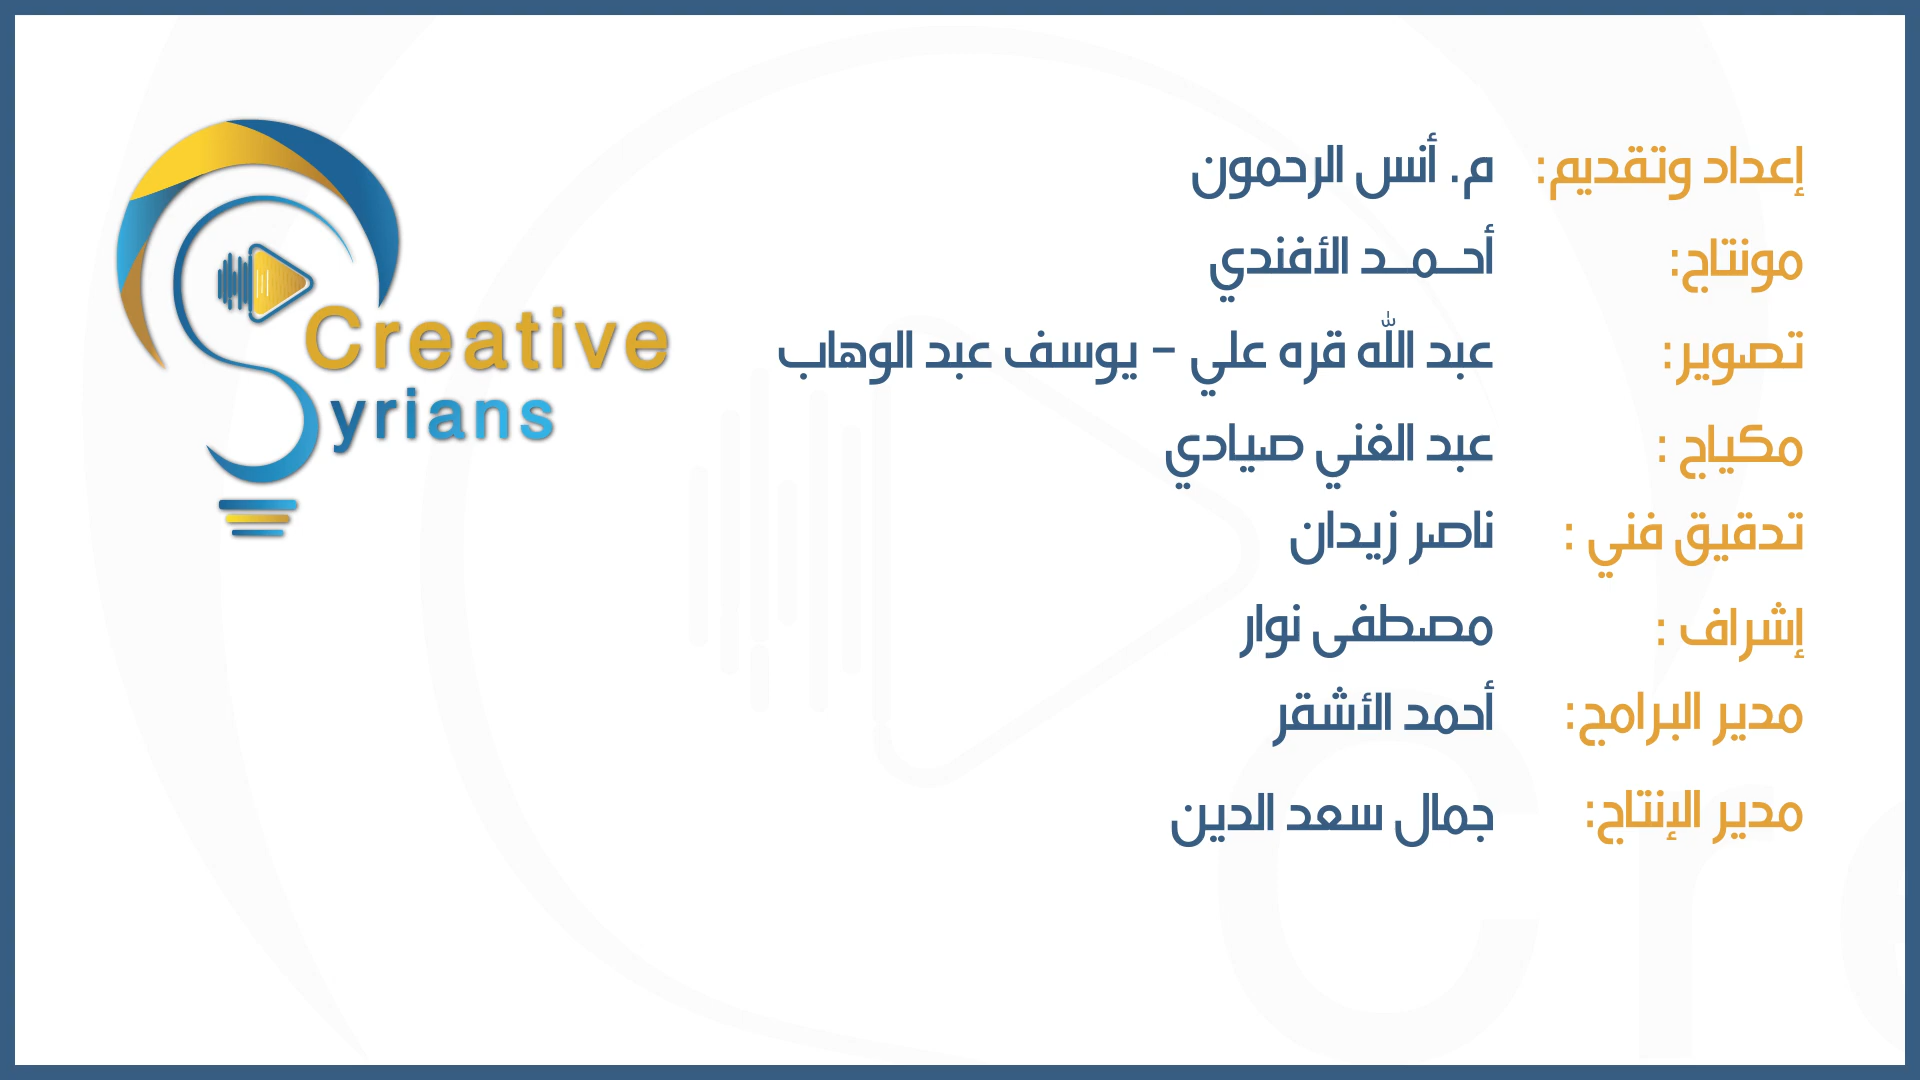 Creative
Syrians
إعداد وتقديم: م. أنس الرحمون
مونتاج: أحـمـد الأفندي
تصوير: عبد الله قره علي - يوسف عبد الوهاب
مكياج : عبد الغني صيادي
تدقيق فني : ناصر زيدان
إشراف : مصطفى نوار
مدير البرامج: أحمد الأشقر
مدير الإنتاج: جمال سعد الدين